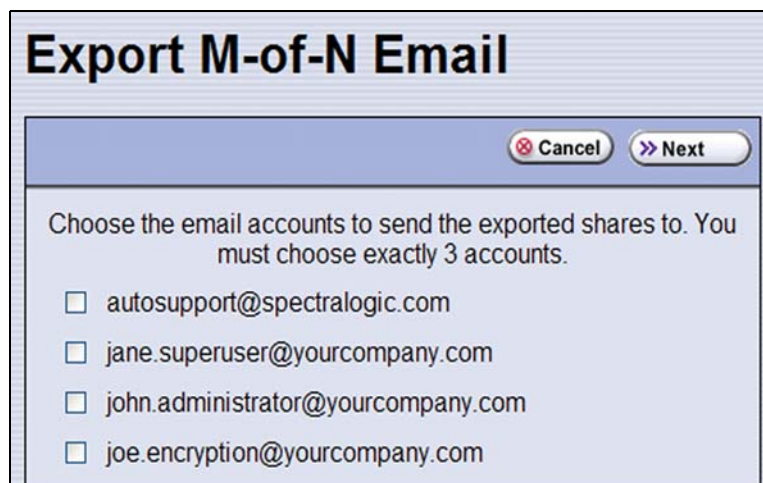 Export M-of-N Email
Cancel
Next
Choose the email accounts to send the exported shares to. You
must choose exactly 3 accounts.
autosupport@spectralogic.com
jane.superuser@yourcompany.com
john.administrator@yourcompany.com
joe.encryption@yourcompany.com